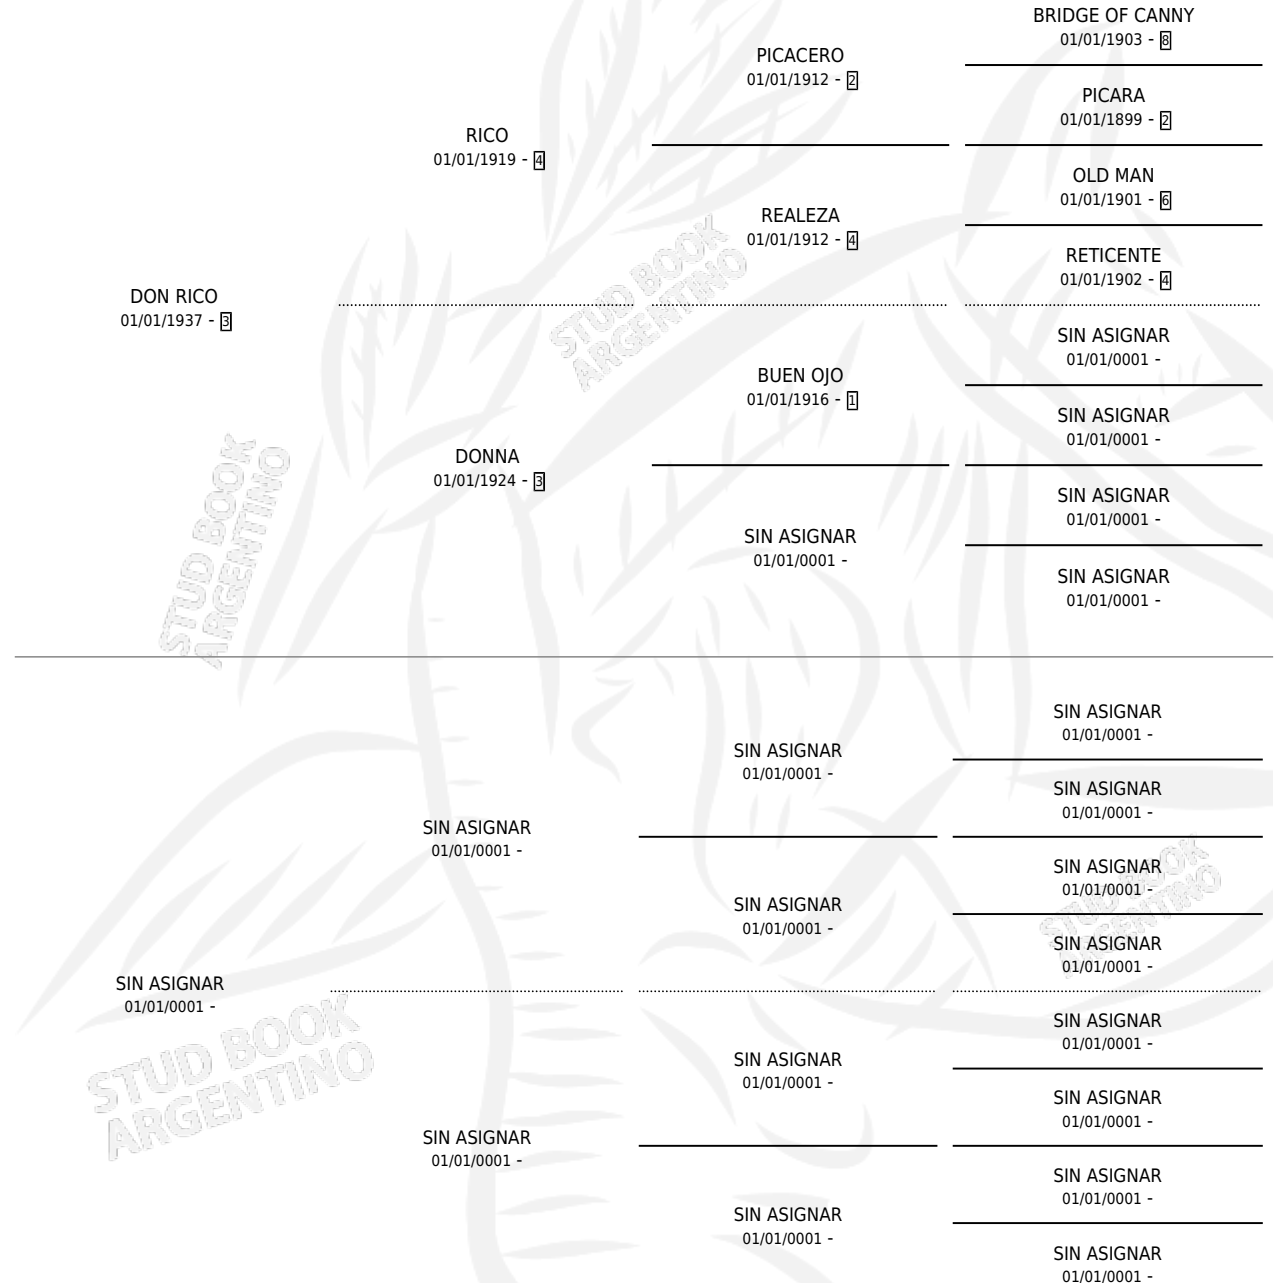 BRIDGE OF CANNY
01/01/1903 - 8
PICACERO
01/01/1912 - 2
PICARA
01/01/1899 - 2
RICO
01/01/1919 - 4
OLD MAN
01/01/1901 - 6
REALEZA
01/01/1912 - 4
RETICENTE
01/01/1902 - 4
DON RICO
01/01/1937 - 3
SIN ASIGNAR
01/01/0001 -
BUEN OJO
01/01/1916 - 1
SIN ASIGNAR
01/01/0001 -
DONNA
01/01/1924 - 3
SIN ASIGNAR
01/01/0001 -
SIN ASIGNAR
01/01/0001 -
SIN ASIGNAR
01/01/0001 -
STUD BOOK
ARGENTINO
STUD BOOK
ARGENTINO
SIN ASIGNAR
01/01/0001 -
SIN ASIGNAR
01/01/0001 -
SIN ASIGNAR
01/01/0001 -
SIN ASIGNAR
01/01/0001 -
SIN ASIGNAR
01/01/0001 -
SIN ASIGNAR
01/01/0001 -
SIN ASIGNAR
01/01/0001 -
SIN ASIGNAR
01/01/0001 -
SIN ASIGNAR
01/01/0001 -
SIN ASIGNAR
01/01/0001 -
SIN ASIGNAR
01/01/0001 -
SIN ASIGNAR
01/01/0001 -
SIN ASIGNAR
01/01/0001 -
SIN ASIGNAR
01/01/0001 -
SIN ASIGNAR
01/01/0001 -
STUD BOOK
ARGENTINO
STUD BOOK
ARGENTINO